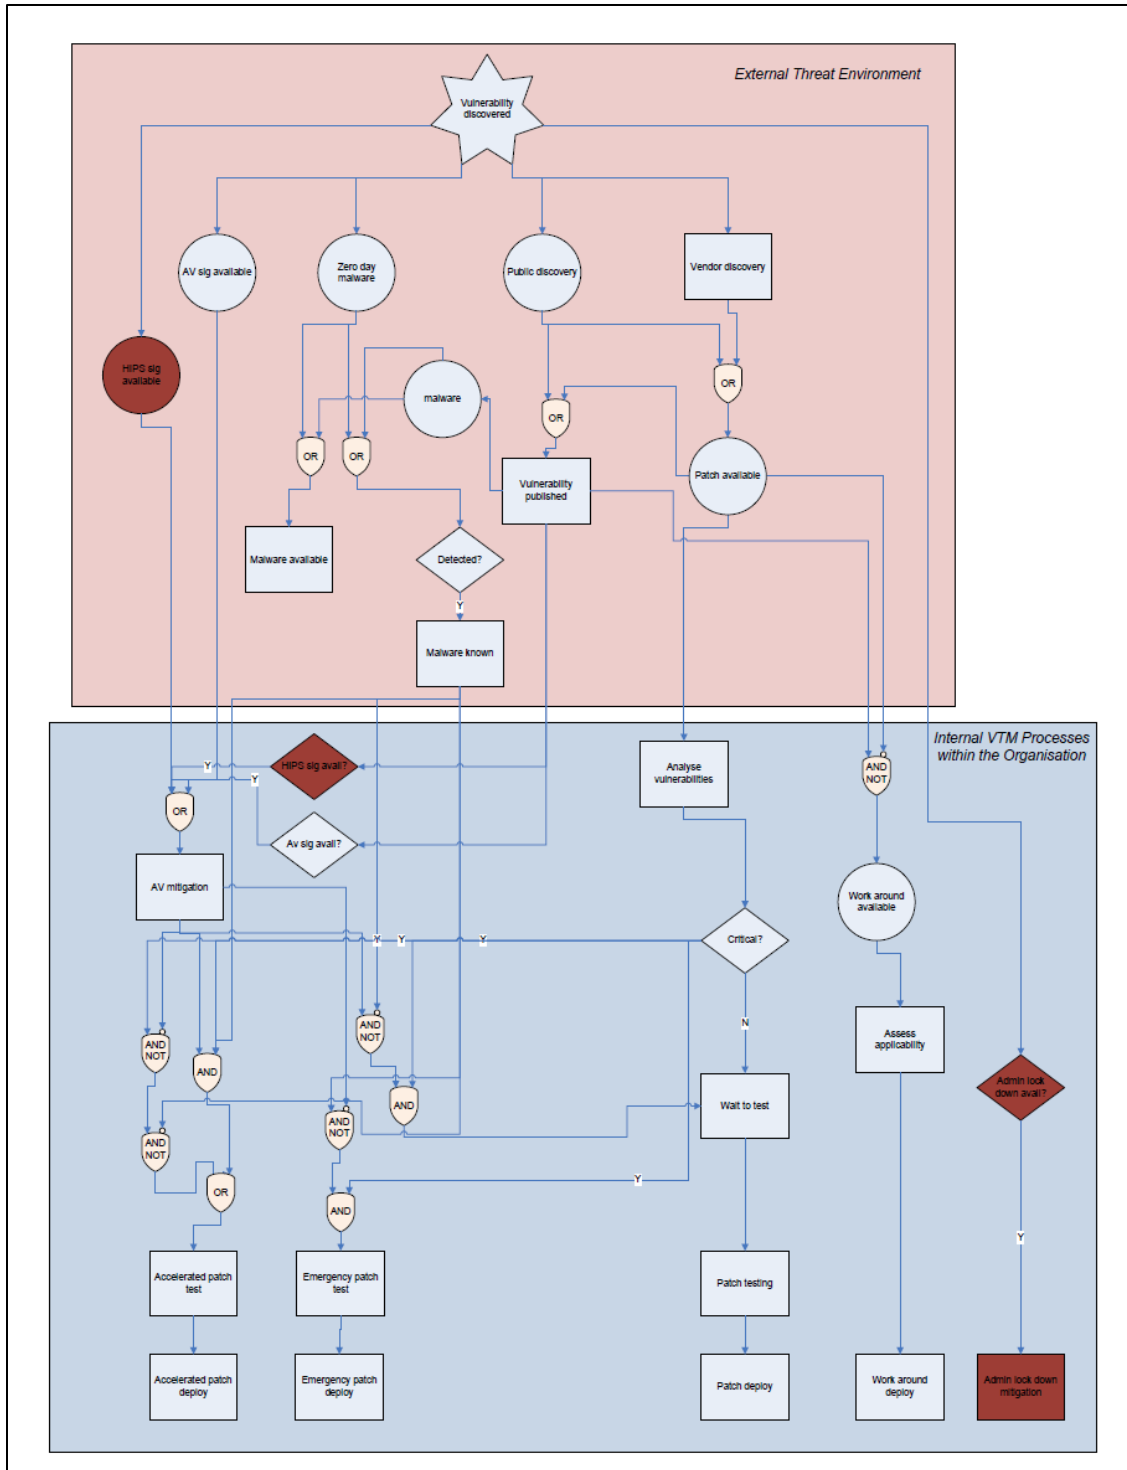 External Threat Environment
Vulnerability
discovered
AV sig available
Zero day
malware
Public discovery
Vendor discovery
HIPS sig
available
malware
OR
OR
OR
OR
Patch available
Vulnerability
published
Malware available
Detected?
Y
Malware known
Internal VTM Processes
within the Organisation
HIPS sig avail?
Y
Y
Analyse
vulnerabilities
AND
NOT
OR
Av sig avail?
AV mitigation
Work around
available
Critical?
Y
Y
Y
N
AND
NOT
AND
NOT
AND
Assess
applicability
Admin lock
down avail?
Wait to test
AND
AND
NOT
AND
NOT
OR
AND
Y
Y
Accelerated patch
test
Emergency patch
test
Patch testing
Accelerated patch
deploy
Emergency patch
deploy
Patch deploy
Work around
deploy
Admin lock down
mitigation